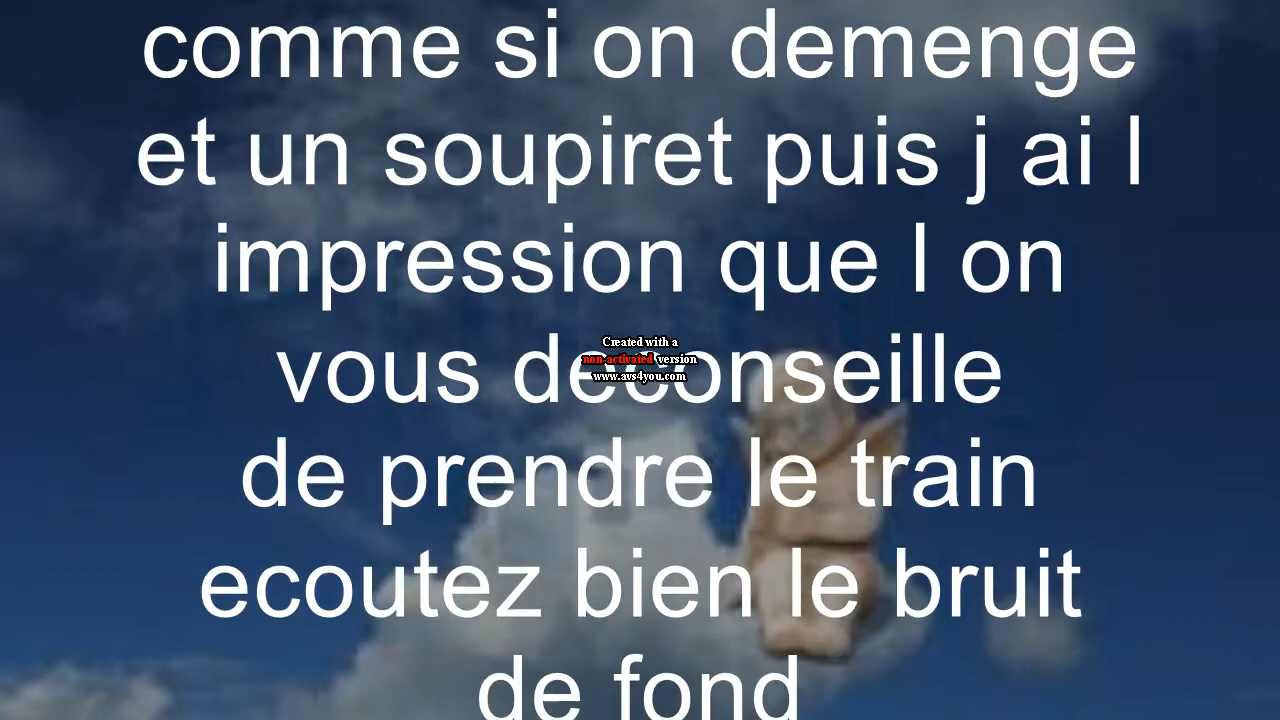 comme si on demenge
et un soupiret puis j ai l
impression que l on
vous deconseille
Created with a
non-activated version
www.avs4you.com
de prendre le train
ecoutez bien le bruit
de fond